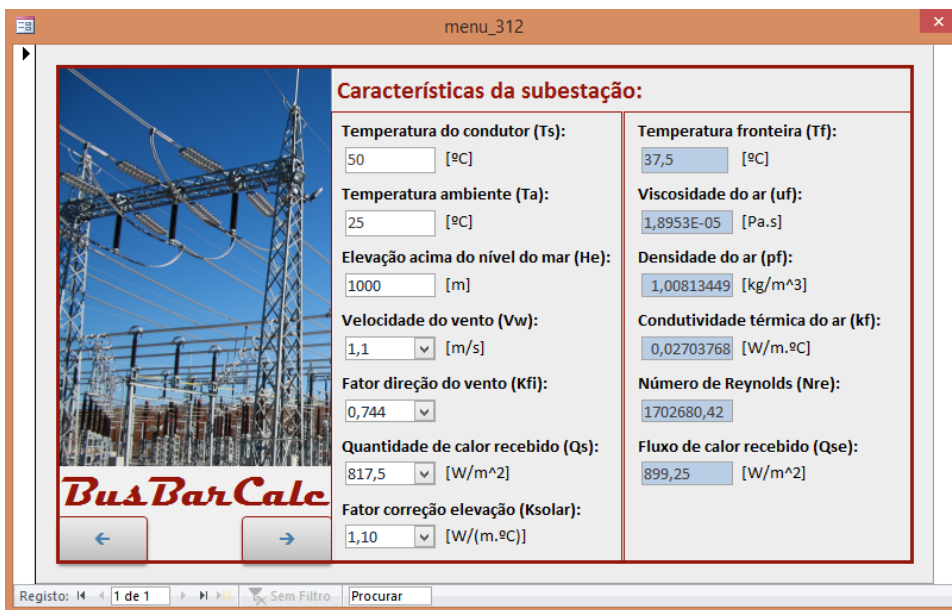 menu_312
Características da subestação:
Temperatura do condutor (Ts):
50 [ºC]
Temperatura ambiente (Ta):
25 [ºC]
Elevação acima do nível do mar (He):
1000 [m]
Velocidade do vento (Vw):
1,1 [m/s]
Fator direção do vento (Kfi):
0,744
Quantidade de calor recebido (Qs):
817,5 [W/m^2]
Fator correção elevação (Ksolar):
1,10 [W/(m.ºC)]
Temperatura fronteira (Tf):
37,5 [ºC]
Viscosidade do ar (uf):
1,8953E-05 [Pa.s]
Densidade do ar (pf):
1,00813449 [kg/m^3]
Condutividade térmica do ar (kf):
0,02703768 [W/m.ºC]
Número de Reynolds (Nre):
1702680,42
Fluxo de calor recebido (Qse):
899,25 [W/m^2]
BusBarCalc
Registo: 1 de 1 Sem Filtro Procurar